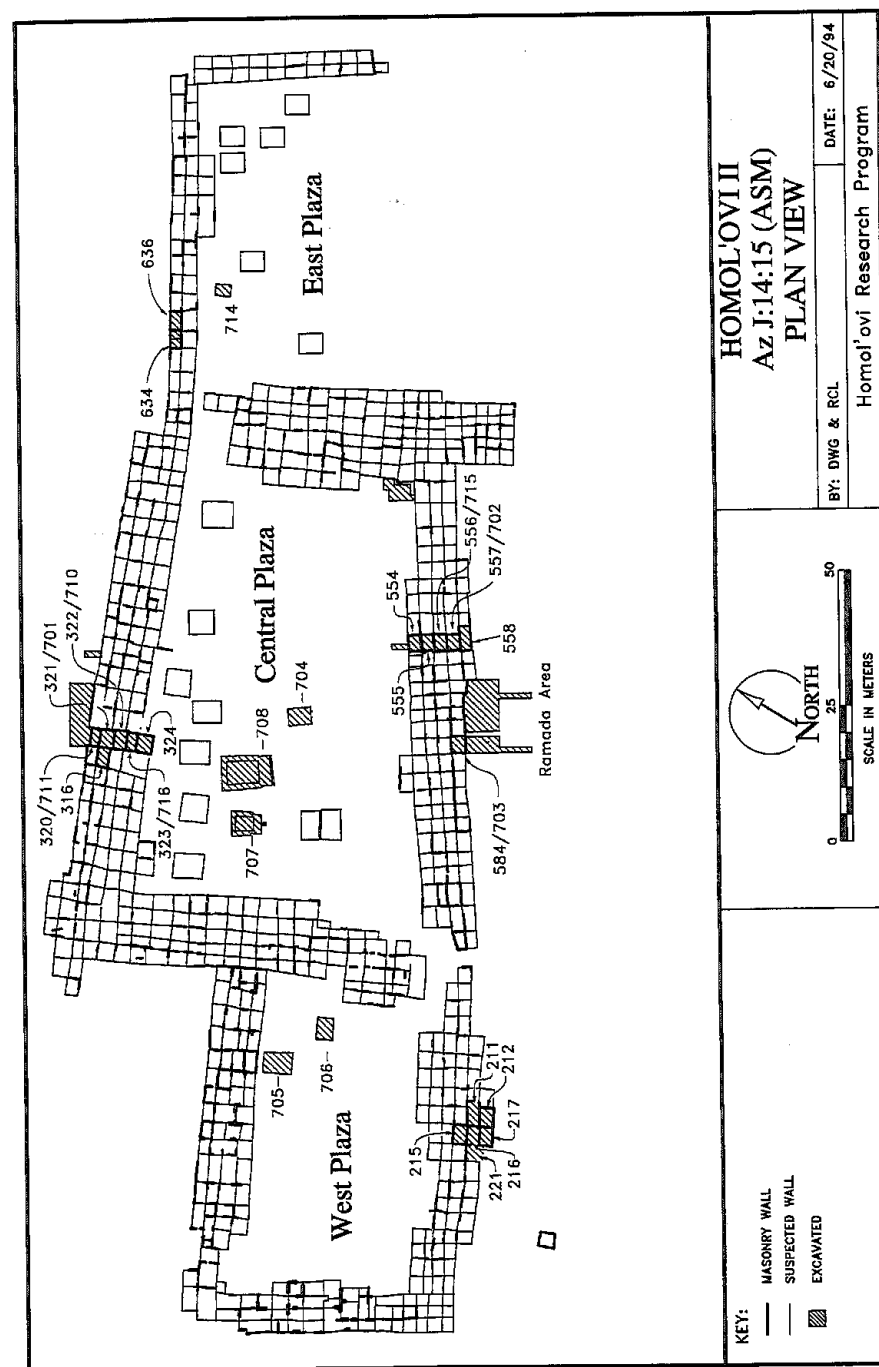 636
634
714
East Plaza
321/701
322/710
320/711
316
324
323/716
Central Plaza
708
704
707
554
556/715
557/702
555
558
Ramada Area
584/703
705
706
West Plaza
215
211
212
217
216
221
KEY:
MASONRY WALL
SUSPECTED WALL
EXCAVATED
NORTH
0
25
50
SCALE IN METERS
HOMOL'OVI II
Az J:14:15 (ASM)
PLAN VIEW
BY: DWG & RCL
DATE: 6/20/94
Homol'ovi Research Program